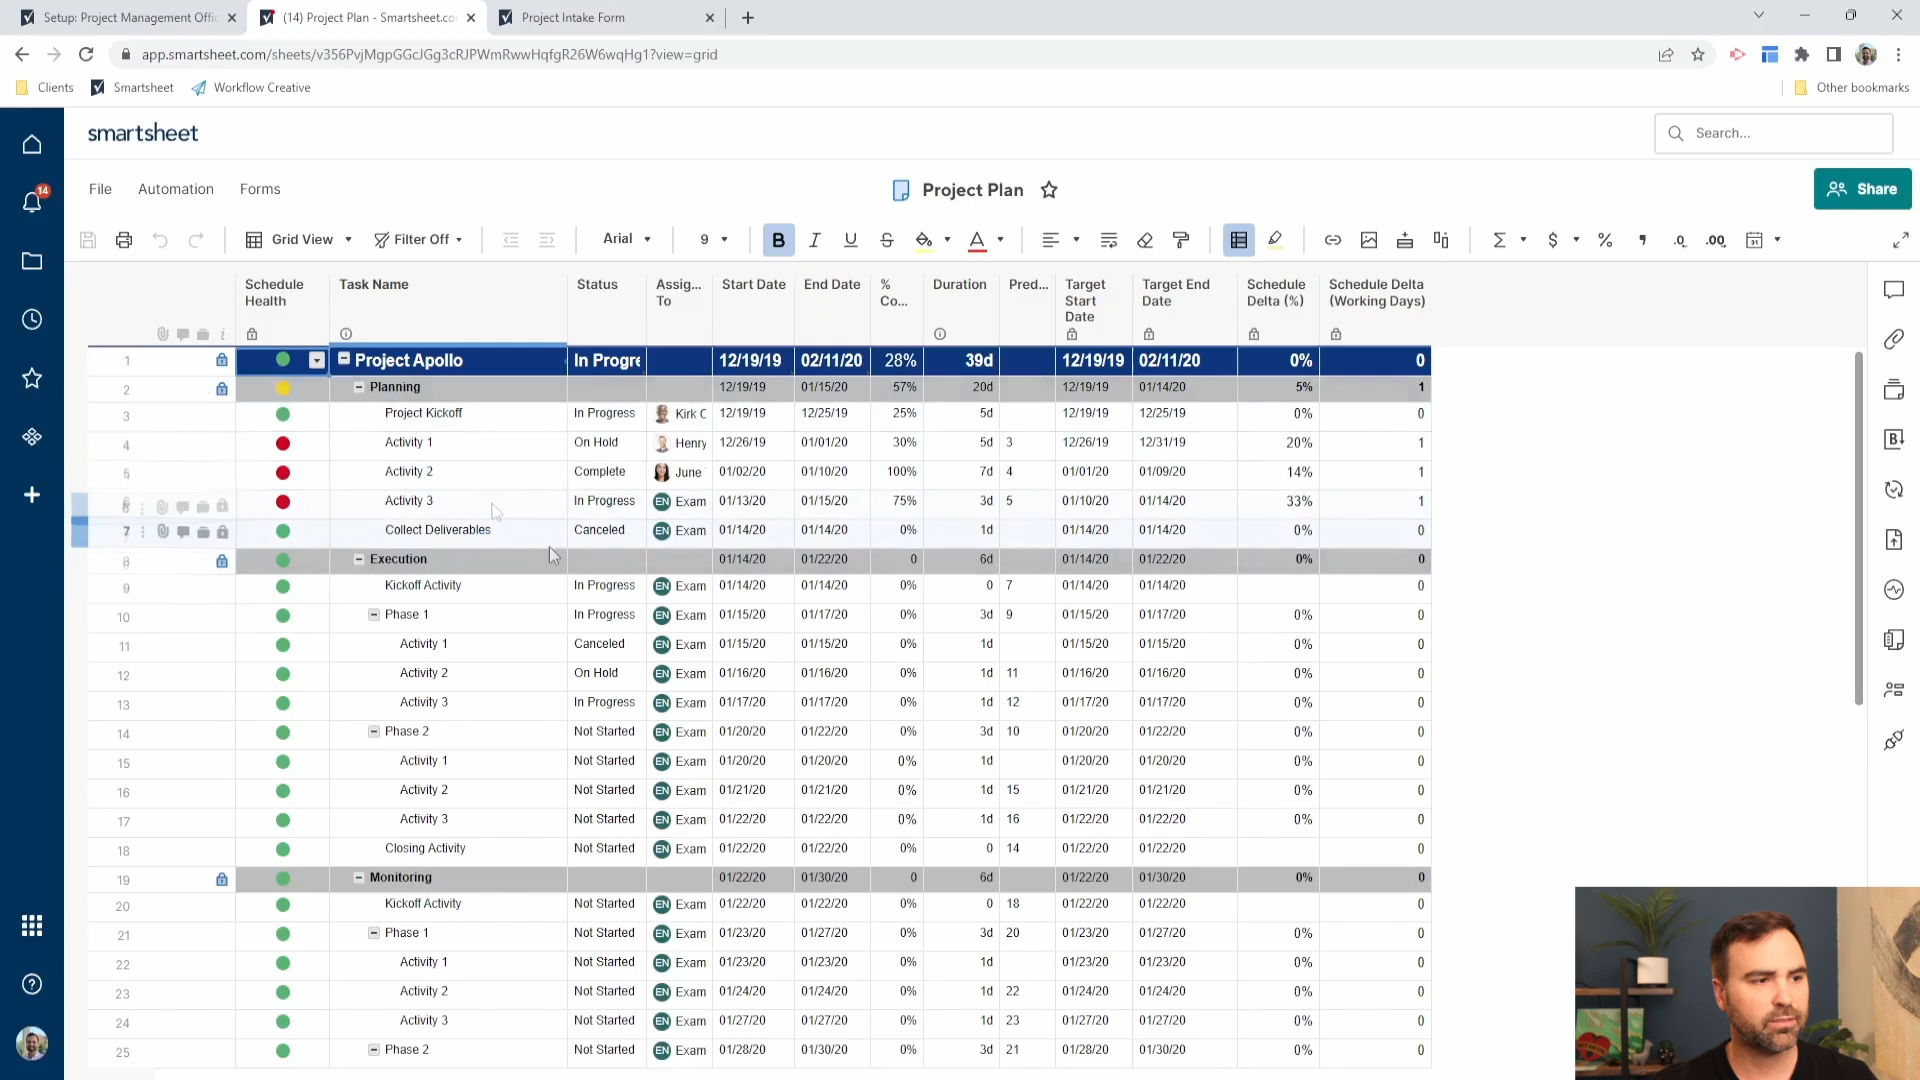 Setup: Project Management Offic
(14) Project Plan - Smartsheet.co
Project Intake Form
app.smartsheet.com/sheets/v356PvjMgpGGcJGg3cRJPWmRwwHqfgR26W6wqHg1?view=grid
Clients Smartsheet Workflow Creative Other bookmarks
smartsheet Search...
14
File Automation Forms Project Plan Share
Grid View Filter Off Arial 9 B I U S A Σ $ % , .0 .00 31
Schedule Health Task Name Status Assig... To Start Date End Date % Co... Duration Pred... Target Start Date Target End Date Schedule Delta (%) Schedule Delta (Working Days)
1 Project Apollo In Progre 12/19/19 02/11/20 28% 39d 12/19/19 02/11/20 0% 0
2 Planning 12/19/19 01/15/20 57% 20d 12/19/19 01/14/20 5% 1
3 Project Kickoff In Progress Kirk C 12/19/19 12/25/19 25% 5d 12/19/19 12/25/19 0% 0
4 Activity 1 On Hold Henry 12/26/19 01/01/20 30% 5d 3 12/26/19 12/31/19 20% 1
5 Activity 2 Complete June 01/02/20 01/10/20 100% 7d 4 01/01/20 01/09/20 14% 1
6 Activity 3 In Progress EN Exam 01/13/20 01/15/20 75% 3d 5 01/10/20 01/14/20 33% 1
7 Collect Deliverables Canceled EN Exam 01/14/20 01/14/20 0% 1d 01/14/20 01/14/20 0% 0
8 Execution 01/14/20 01/22/20 0 6d 01/14/20 01/22/20 0% 0
9 Kickoff Activity In Progress EN Exam 01/14/20 01/14/20 0% 0 7 01/14/20 01/14/20 0
10 Phase 1 In Progress EN Exam 01/15/20 01/17/20 0% 3d 9 01/15/20 01/17/20 0% 0
11 Activity 1 Canceled EN Exam 01/15/20 01/15/20 0% 1d 01/15/20 01/15/20 0% 0
12 Activity 2 On Hold EN Exam 01/16/20 01/16/20 0% 1d 11 01/16/20 01/16/20 0% 0
13 Activity 3 In Progress EN Exam 01/17/20 01/17/20 0% 1d 12 01/17/20 01/17/20 0% 0
14 Phase 2 Not Started EN Exam 01/20/20 01/22/20 0% 3d 10 01/20/20 01/22/20 0% 0
15 Activity 1 Not Started EN Exam 01/20/20 01/20/20 0% 1d 01/20/20 01/20/20 0% 0
16 Activity 2 Not Started EN Exam 01/21/20 01/21/20 0% 1d 15 01/21/20 01/21/20 0% 0
17 Activity 3 Not Started EN Exam 01/22/20 01/22/20 0% 1d 16 01/22/20 01/22/20 0% 0
18 Closing Activity Not Started EN Exam 01/22/20 01/22/20 0% 0 14 01/22/20 01/22/20 0
19 Monitoring 01/22/20 01/30/20 0 6d 01/22/20 01/30/20 0% 0
20 Kickoff Activity Not Started EN Exam 01/22/20 01/22/20 0% 0 18 01/22/20 01/22/20 0
21 Phase 1 Not Started EN Exam 01/23/20 01/27/20 0% 3d 20 01/23/20 01/27/20 0% 0
22 Activity 1 Not Started EN Exam 01/23/20 01/23/20 0% 1d 01/23/20 01/23/20 0% 0
23 Activity 2 Not Started EN Exam 01/24/20 01/24/20 0% 1d 22 01/24/20 01/24/20 0% 0
24 Activity 3 Not Started EN Exam 01/27/20 01/27/20 0% 1d 23 01/27/20 01/27/20 0% 0
25 Phase 2 Not Started EN Exam 01/28/20 01/30/20 0% 3d 21 01/28/20 01/30/20 0% 0